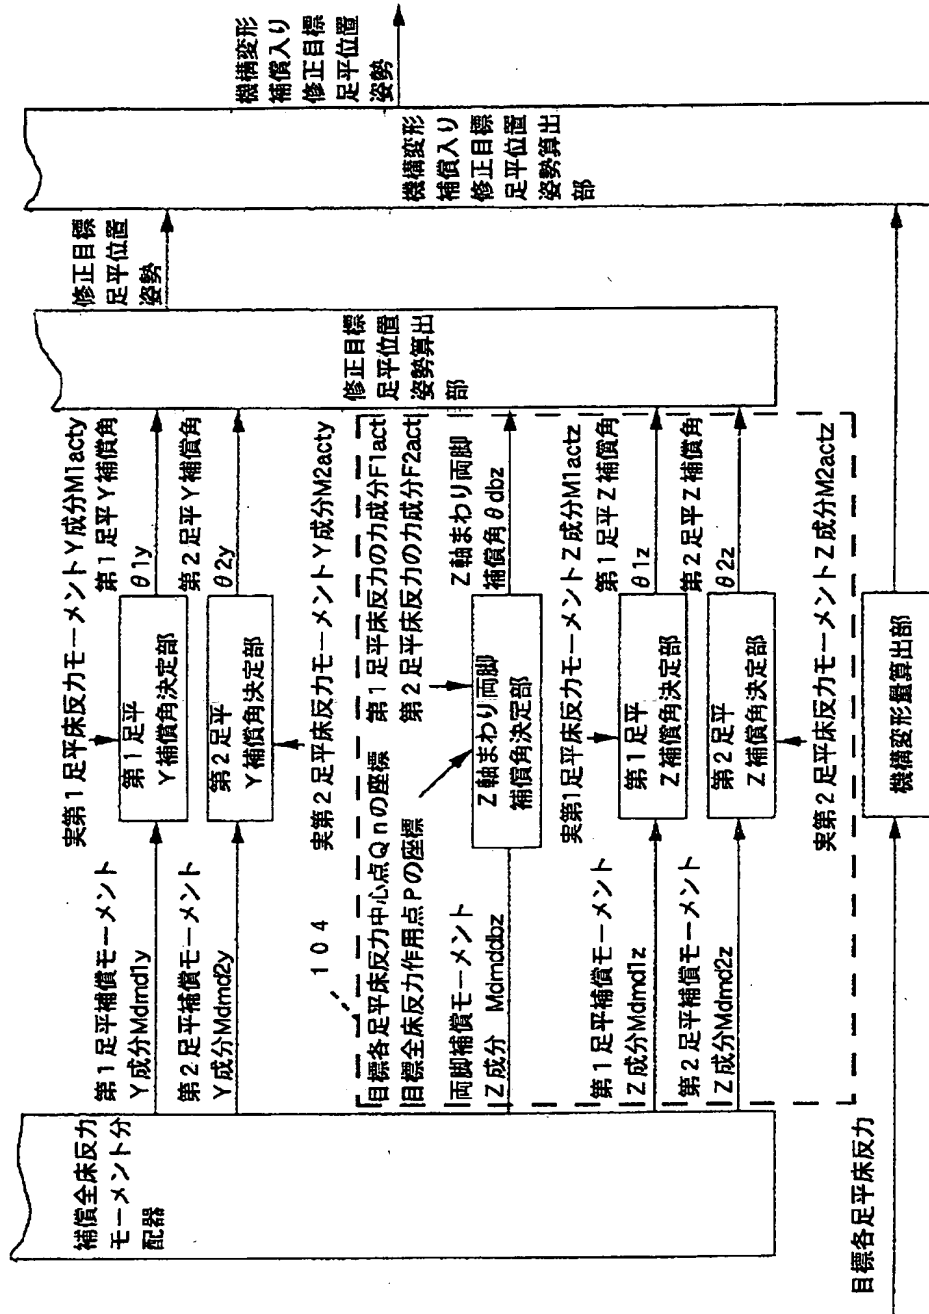 補償全床反力
モーメント分
配器
第1足平補償モーメント
Y成分Mdmd1y
第2足平補償モーメント
Y成分Mdmd2y
実第1足平床反力モーメントY成分M1acty
第1足平
Y補償角決定部
第1足平Y補償角
θ1y
第2足平
Y補償角決定部
第2足平Y補償角
θ2y
実第2足平床反力モーメントY成分M2acty
104
目標各足平床反力中心点Qnの座標
目標全床反力作用点Pの座標
第1足平床反力の力成分F1act
第2足平床反力の力成分F2act
両脚補償モーメント
Z成分 Mdmddbz
Z軸まわり両脚
補償角決定部
Z軸まわり両脚
補償角θdbz
実第1足平床反力モーメントZ成分M1actz
第1足平補償モーメント
Z成分Mdmd1z
第1足平
Z補償角決定部
第1足平Z補償角
θ1z
第2足平補償モーメント
Z成分Mdmd2z
第2足平
Z補償角決定部
第2足平Z補償角
θ2z
実第2足平床反力モーメントZ成分M2actz
目標各足平床反力
機構変形量算出部
修正目標
足平位置
姿勢算出
部
修正目標
足平位置
姿勢
機構変形
補償入り
修正目標
足平位置
姿勢算出
部
機構変形
補償入り
修正目標
足平位置
姿勢